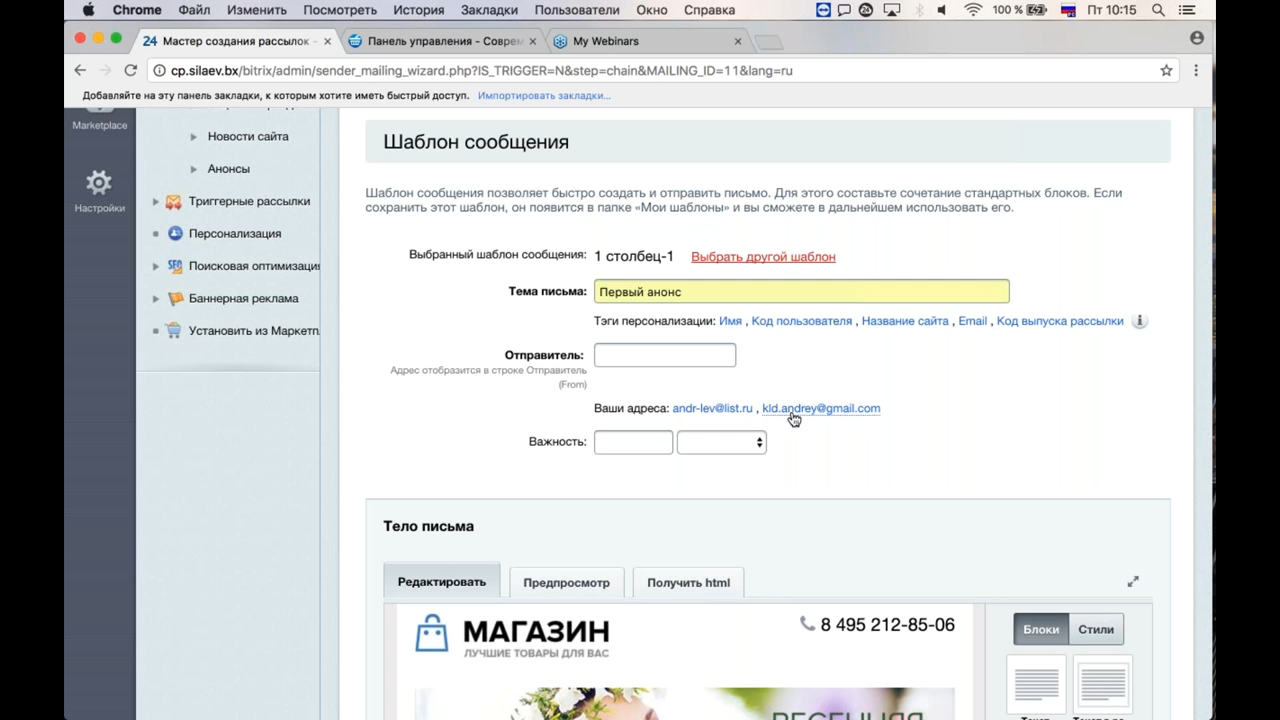 Chrome Файл Изменить Посмотреть История Закладки Пользователи Окно Справка 100 % Пт 10:15
24 Мастер создания рассылок - Панель управления - Соврем My Webinars
cp.silaev.bx/bitrix/admin/sender_mailing_wizard.php?IS_TRIGGER=N&step=chain&MAILING_ID=11&lang=ru
Добавляйте на эту панель закладки, к которым хотите иметь быстрый доступ. Импортировать закладки...
Marketplace
Настройки
Новости сайта
Анонсы
Триггерные рассылки
Персонализация
SEO Поисковая оптимизаци
Баннерная реклама
Установить из Маркетп
Шаблон сообщения
Шаблон сообщения позволяет быстро создать и отправить письмо. Для этого составьте сочетание стандартных блоков. Если
сохранить этот шаблон, он появится в папке «Мои шаблоны» и вы сможете в дальнейшем использовать его.
Выбранный шаблон сообщения: 1 столбец-1 Выбрать другой шаблон
Тема письма: Первый анонс
Тэги персонализации: Имя , Код пользователя , Название сайта , Email , Код выпуска рассылки
Отправитель:
Адрес отобразится в строке Отправитель
(From)
Ваши адреса: andr-lev@list.ru , kld.andrey@gmail.com
Важность:
Тело письма
Редактировать Предпросмотр Получить html
МАГАЗИН
ЛУЧШИЕ ТОВАРЫ ДЛЯ ВАС
8 495 212-85-06
Блоки Стили
ВЕСЕННЯЯ